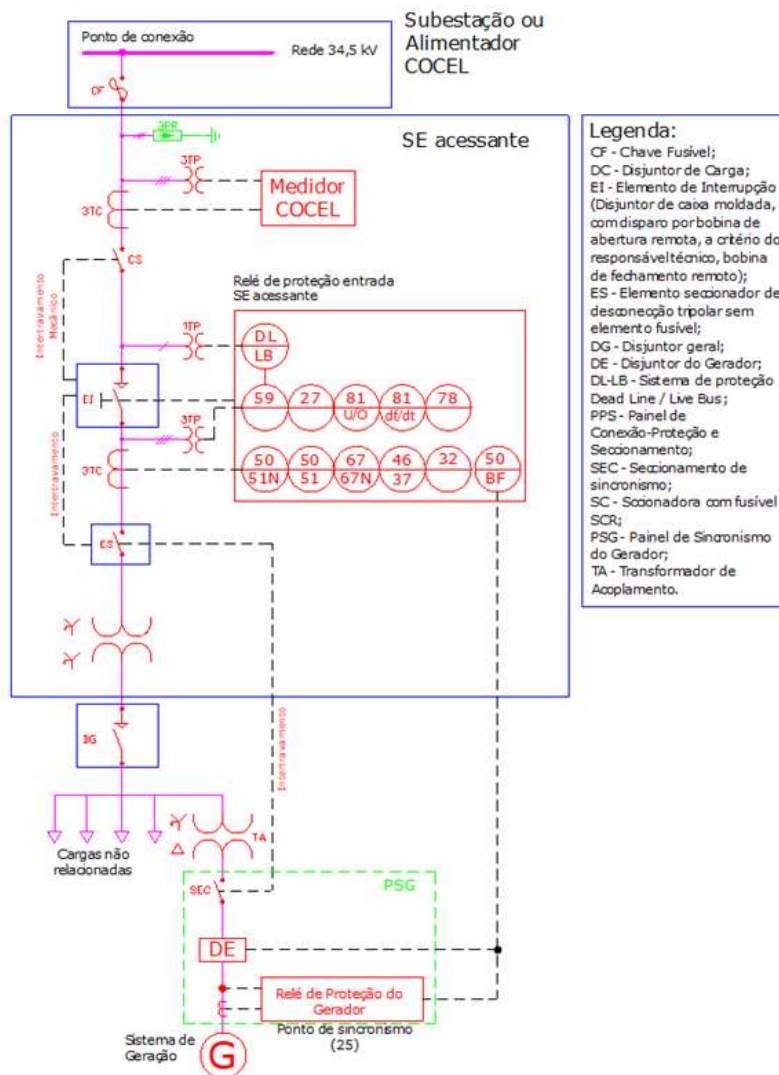 Subestação ou
Alimentador
COCEL
Ponto de conexão
Rede 34,5 kV
CF
SE acessante
3PR
3TP
Medidor
COCEL
3TC
CS
Intertravamento
Mecânico
Relé de proteção entrada
SE acessante
1TP
DL
LB
EI
59
27
81
U/O
81
df/dt
78
3TP
3TC
50
51N
50
51
67
67N
46
37
32
50
BF
Intertravamento
ES
DG
Intertravamento
Cargas não
relacionadas
TA
PSG
SEC
DE
Relé de Proteção do
Gerador
Ponto de sincronismo
(25)
Sistema de
Geração
G
Legenda:
CF - Chave Fusível;
DC - Disjuntor de Carga;
EI - Elemento de Interrupção
(Disjuntor de caixa moldada,
com disparo por bobina de
abertura remota, a critério do
responsável técnico, bobina
de fechamento remoto);
ES - Elemento seccionador de
desconecção tripolar sem
elemento fusível;
DG - Disjuntor geral;
DE - Disjuntor do Gerador;
DL-LB - Sistema de proteção
Dead Line / Live Bus;
PPS - Painel de
Conexão-Proteção e
Seccionamento;
SEC - Seccionamento de
sincronismo;
SC - Sccionadora com fusível
SCR;
PSG - Painel de Sincronismo
do Gerador;
TA - Transformador de
Acoplamento.